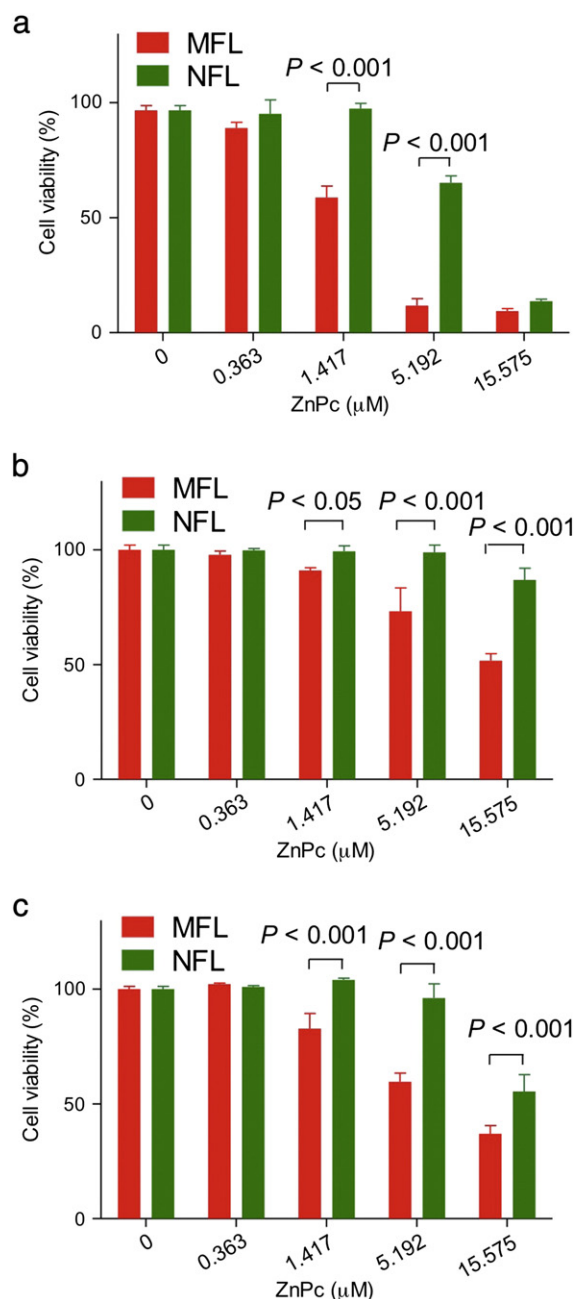 a
MFL
NFL
P < 0.001
P < 0.001
Cell viability (%)
100
50
0
0
0.363
1.417
5.192
15.575
ZnPc (μM)
b
MFL
NFL
P < 0.05
P < 0.001
P < 0.001
Cell viability (%)
100
50
0
0
0.363
1.417
5.192
15.575
ZnPc (μM)
c
MFL
NFL
P < 0.001
P < 0.001
P < 0.001
Cell viability (%)
100
50
0
0
0.363
1.417
5.192
15.575
ZnPc (μM)